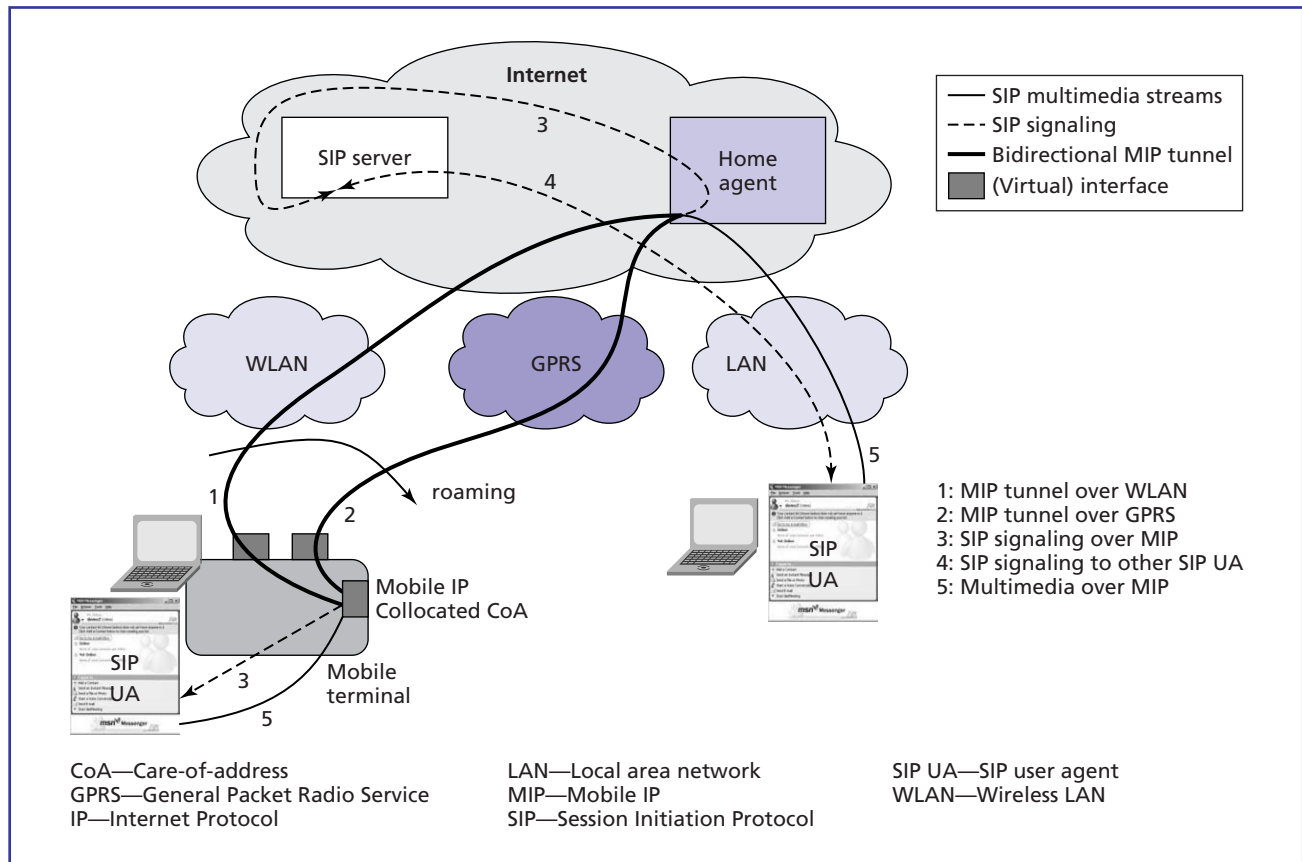 Internet
3
SIP server
4
Home
agent
SIP multimedia streams
SIP signaling
Bidirectional MIP tunnel
(Virtual) interface
WLAN
GPRS
LAN
1
2
roaming
5
SIP
UA
1: MIP tunnel over WLAN
2: MIP tunnel over GPRS
3: SIP signaling over MIP
4: SIP signaling to other SIP UA
5: Multimedia over MIP
msn Messenger
Mobile IP
Collocated CoA
SIP
UA
3
Mobile
terminal
5
msn Messenger
CoA—Care-of-address
GPRS—General Packet Radio Service
IP—Internet Protocol
LAN—Local area network
MIP—Mobile IP
SIP—Session Initiation Protocol
SIP UA—SIP user agent
WLAN—Wireless LAN